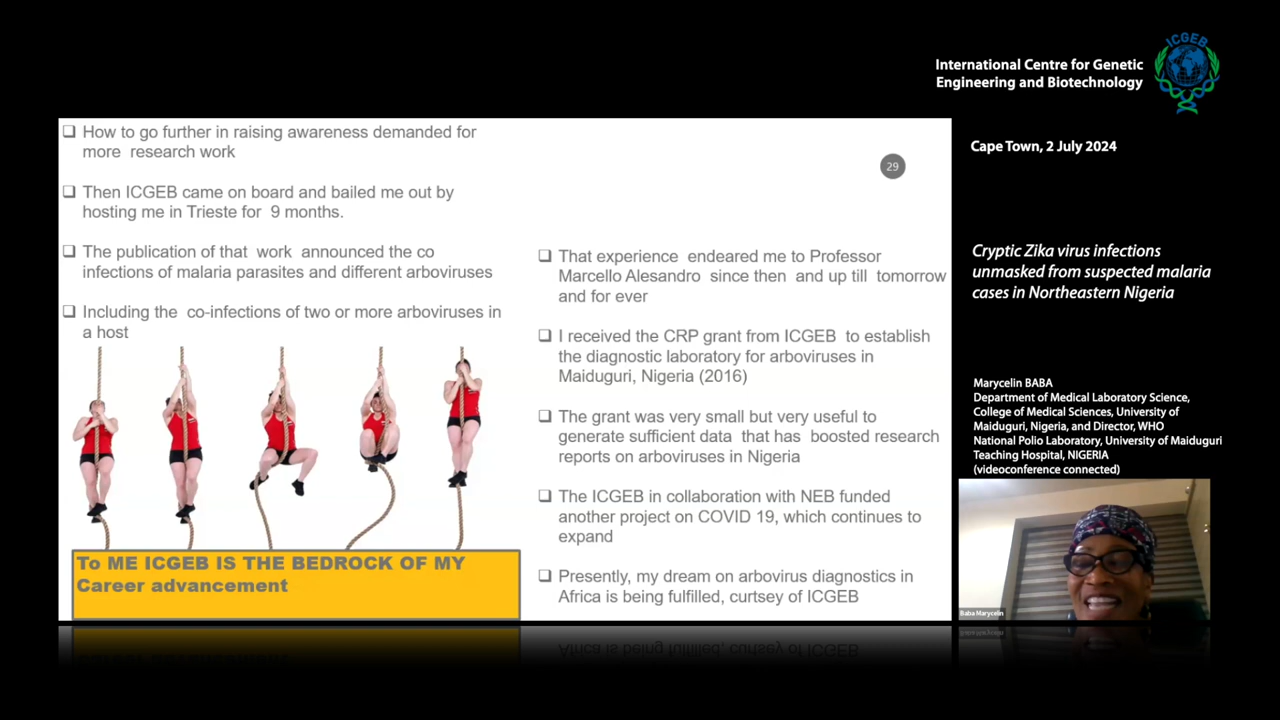 ICGEB
International Centre for Genetic
Engineering and Biotechnology
Cape Town, 2 July 2024
Cryptic Zika virus infections
unmasked from suspected malaria
cases in Northeastern Nigeria
Marycelin BABA
Department of Medical Laboratory Science,
College of Medical Sciences, University of
Maiduguri, Nigeria, and Director, WHO
National Polio Laboratory, University of Maiduguri
Teaching Hospital, NIGERIA
(videoconference connected)
Baba Marycelin
29
❑ How to go further in raising awareness demanded for
more research work
❑ Then ICGEB came on board and bailed me out by
hosting me in Trieste for 9 months.
❑ The publication of that work announced the co
infections of malaria parasites and different arboviruses
❑ Including the co-infections of two or more arboviruses in
a host
To ME ICGEB IS THE BEDROCK OF MY
Career advancement
❑ That experience endeared me to Professor
Marcello Alesandro since then and up till tomorrow
and for ever
❑ I received the CRP grant from ICGEB to establish
the diagnostic laboratory for arboviruses in
Maiduguri, Nigeria (2016)
❑ The grant was very small but very useful to
generate sufficient data that has boosted research
reports on arboviruses in Nigeria
❑ The ICGEB in collaboration with NEB funded
another project on COVID 19, which continues to
expand
❑ Presently, my dream on arbovirus diagnostics in
Africa is being fulfilled, curtsey of ICGEB